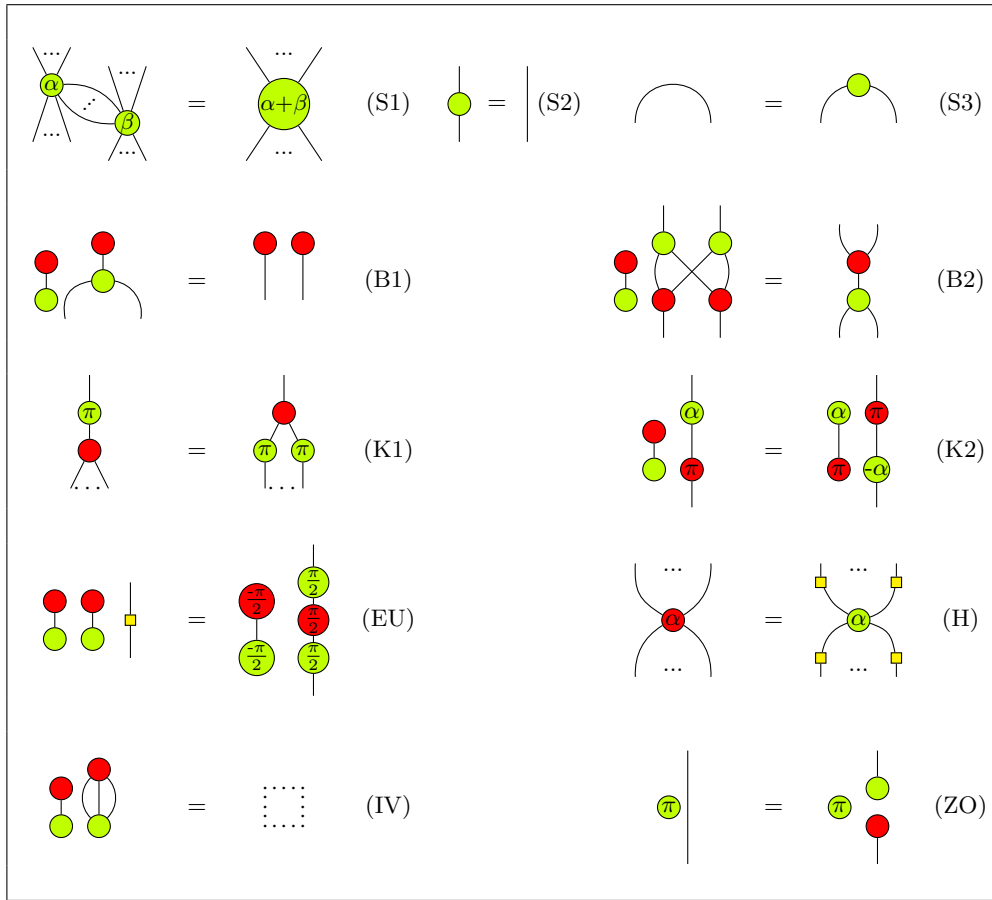 ... ... ...
α β ... ... = α+β ... (S1) = (S2) = (S3)
= (B1) = (B2)
π ... = π π ... (K1) α π = α π π -α (K2)
= -π/2 -π/2 π/2 π/2 π/2 (EU) ... α ... = ... α ... (H)
= (IV) π = π (ZO)